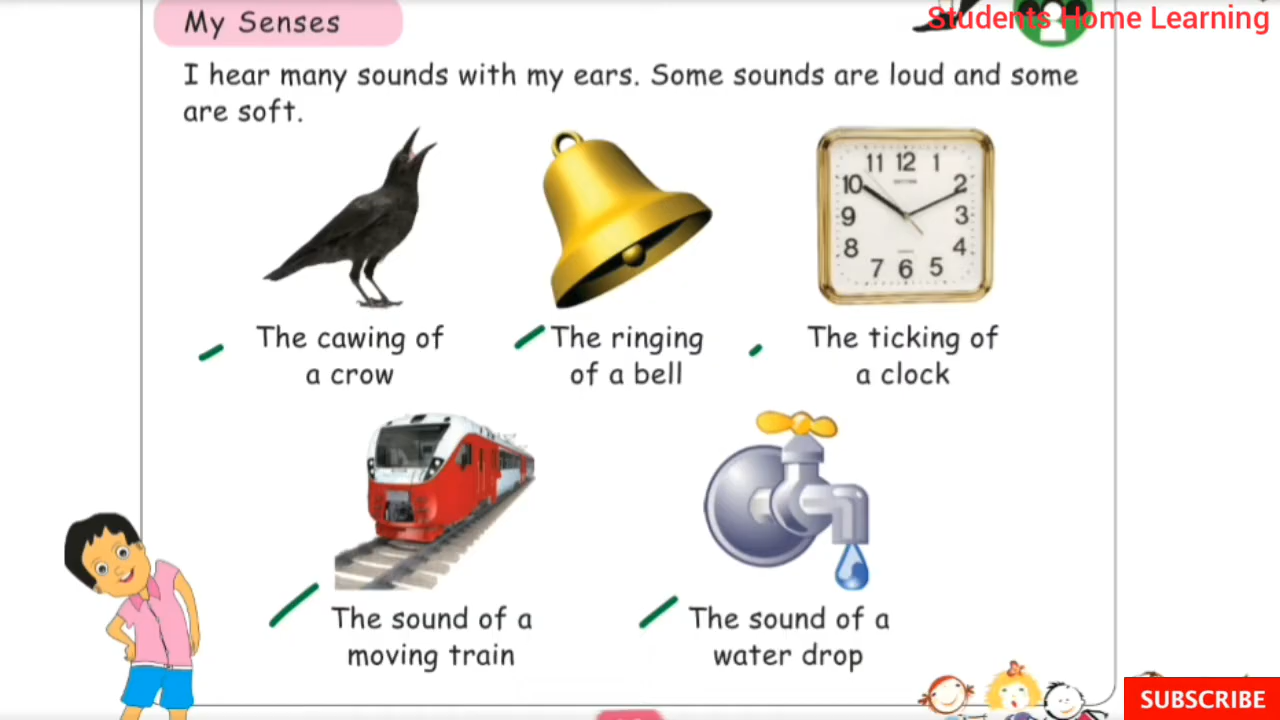 Students Home Learning
My Senses
I hear many sounds with my ears. Some sounds are loud and some
are soft.
11 12 1
10 2
9 3
8 4
7 6 5
The cawing of
a crow
The ringing
of a bell
The ticking of
a clock
The sound of a
moving train
The sound of a
water drop
SUBSCRIBE